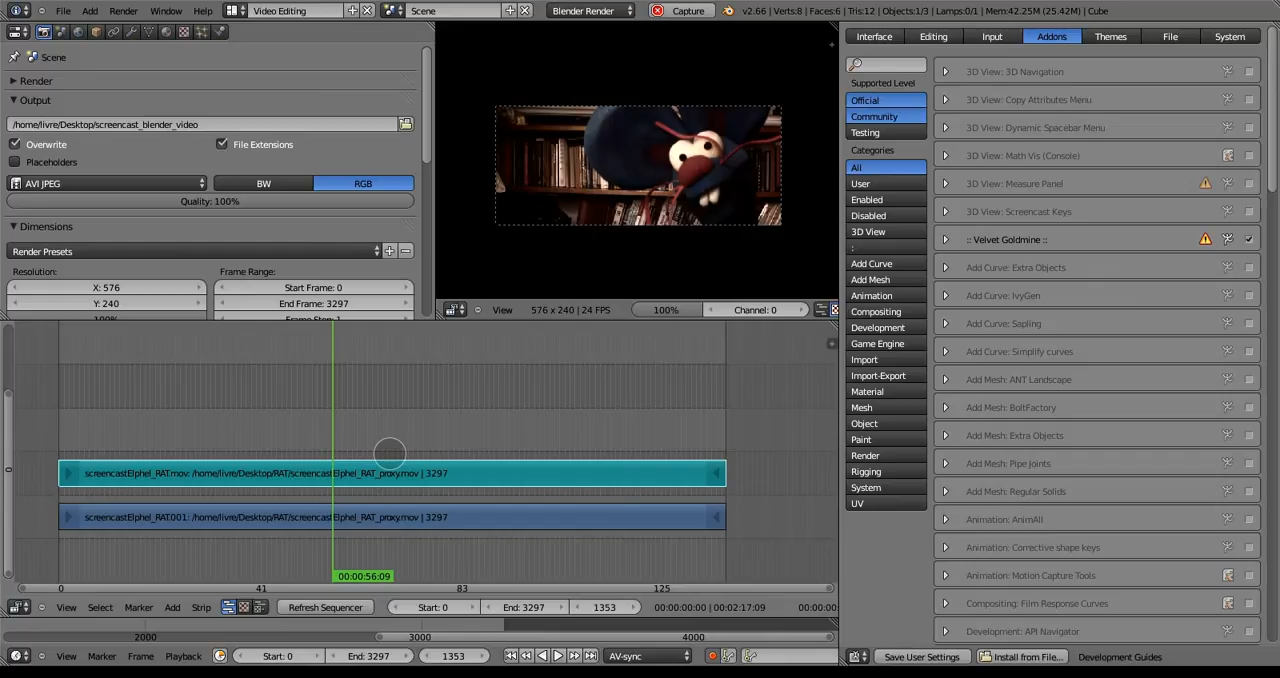 File Add Render Window Help Video Editing Scene Blender Render Capture v2.66 | Verts:8 | Faces:6 | Tris:12 | Objects:1/3 | Lamps:0/1 | Mem:42.25M (25.42M) | Cube
Scene
Render
Output
/home/livre/Desktop/screencast_blender_video
Overwrite File Extensions
Placeholders
AVI JPEG BW RGB
Quality: 100%
Dimensions
Render Presets
Resolution: Frame Range:
X: 576 Start Frame: 0
Y: 240 End Frame: 3297
100% Frame Step: 1
View 576 x 240 | 24 FPS 100% Channel: 0
screencastElphel_RAT.mov: /home/livre/Desktop/RAT/screencastElphel_RAT_proxy.mov | 3297
screencastElphel_RAT.001: /home/livre/Desktop/RAT/screencastElphel_RAT_proxy.mov | 3297
0
00:00:56:09
0 41 83 125
View Select Marker Add Strip Refresh Sequencer Start: 0 End: 3297 1353 00:00:00:00 | 00:02:17:09 00:00:00:
2000 3000 4000
View Marker Frame Playback Start: 0 End: 3297 1353 AV-sync
Interface Editing Input Addons Themes File System
Supported Level
Official
Community
Testing
Categories
All
User
Enabled
Disabled
3D View
:
Add Curve
Add Mesh
Animation
Compositing
Development
Game Engine
Import
Import-Export
Material
Mesh
Object
Paint
Render
Rigging
System
UV
3D View: 3D Navigation
3D View: Copy Attributes Menu
3D View: Dynamic Spacebar Menu
3D View: Math Vis (Console)
3D View: Measure Panel
3D View: Screencast Keys
:: Velvet Goldmine ::
Add Curve: Extra Objects
Add Curve: IvyGen
Add Curve: Sapling
Add Curve: Simplify curves
Add Mesh: ANT Landscape
Add Mesh: BoltFactory
Add Mesh: Extra Objects
Add Mesh: Pipe Joints
Add Mesh: Regular Solids
Animation: AnimAll
Animation: Corrective shape keys
Animation: Motion Capture Tools
Compositing: Film Response Curves
Development: API Navigator
Save User Settings Install from File... Development Guides